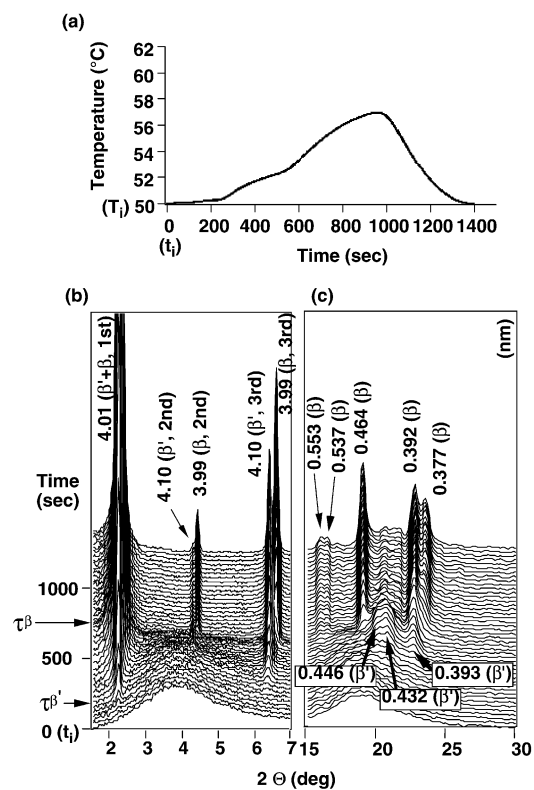 (a)
Temperature (°C)
62
60
58
56
54
52
(Ti) 50
0 200 400 600 800 1000 1200 1400
(ti)
Time (sec)
(b)
(c)
4.01 (β'+β, 1st)
4.10 (β', 2nd)
3.99 (β, 2nd)
4.10 (β', 3rd)
3.99 (β, 3rd)
(nm)
0.553 (β)
0.537 (β)
0.464 (β)
0.392 (β)
0.377 (β)
Time
(sec)
1000
τβ
500
τβ'
0 (ti)
0.446 (β')
0.432 (β')
0.393 (β')
2 3 4 5 6 7 15 20 25 30
2 Θ (deg)